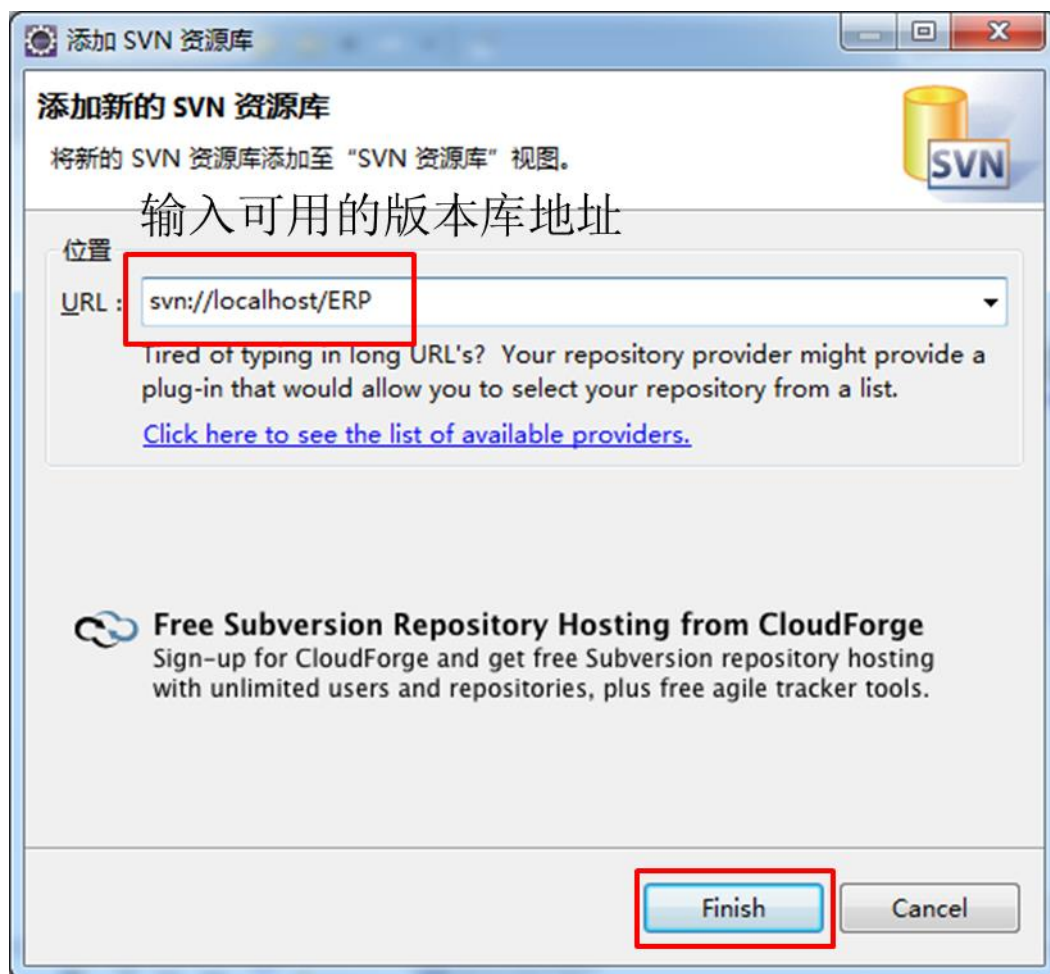 添加 SVN 资源库
添加新的 SVN 资源库
将新的 SVN 资源库添加至“SVN 资源库”视图。
SVN
输入可用的版本库地址
位置
URL : svn://localhost/ERP
Tired of typing in long URL's? Your repository provider might provide a
plug-in that would allow you to select your repository from a list.
Click here to see the list of available providers.
Free Subversion Repository Hosting from CloudForge
Sign-up for CloudForge and get free Subversion repository hosting
with unlimited users and repositories, plus free agile tracker tools.
Finish Cancel